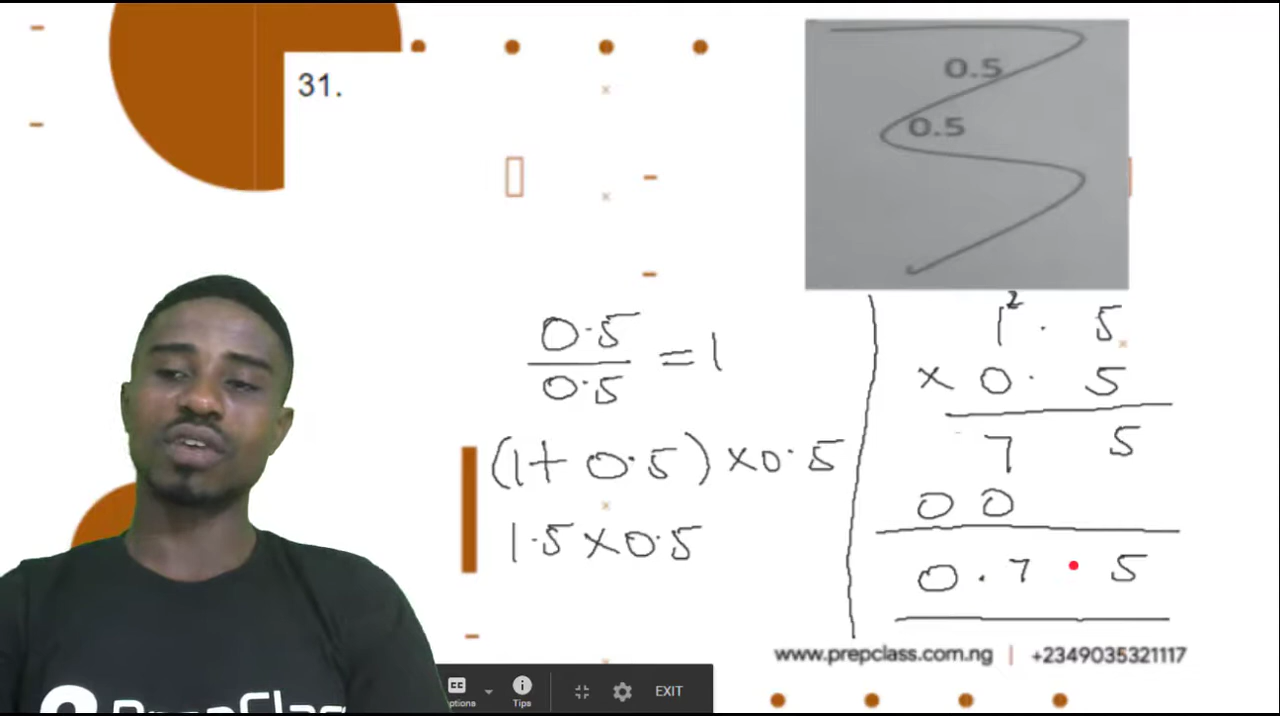 31.
0.5
0.5
0.5
0.5
= 1
(1 + 0.5) × 0.5
1.5 × 0.5
2
1 . 5
× 0 . 5
7 5
0 0
0 . 7 5
www.prepclass.com.ng | +2349035321117
ptions
Tips
EXIT